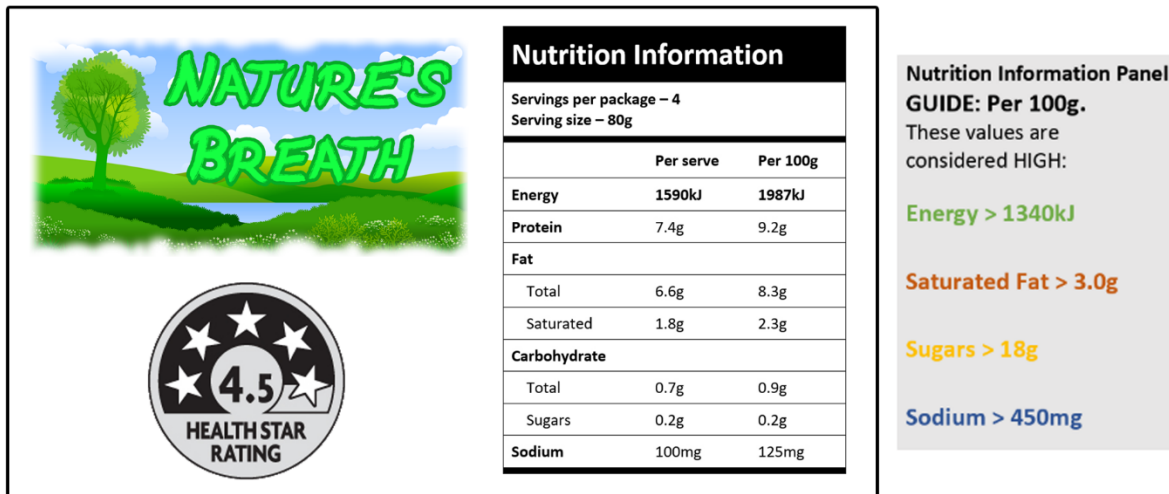 NATURE'S
BREATH
4.5
HEALTH STAR
RATING
Nutrition Information
Servings per package – 4
Serving size – 80g
Per serve Per 100g
Energy 1590kJ 1987kJ
Protein 7.4g 9.2g
Fat
Total 6.6g 8.3g
Saturated 1.8g 2.3g
Carbohydrate
Total 0.7g 0.9g
Sugars 0.2g 0.2g
Sodium 100mg 125mg
Nutrition Information Panel
GUIDE: Per 100g.
These values are
considered HIGH:
Energy > 1340kJ
Saturated Fat > 3.0g
Sugars > 18g
Sodium > 450mg